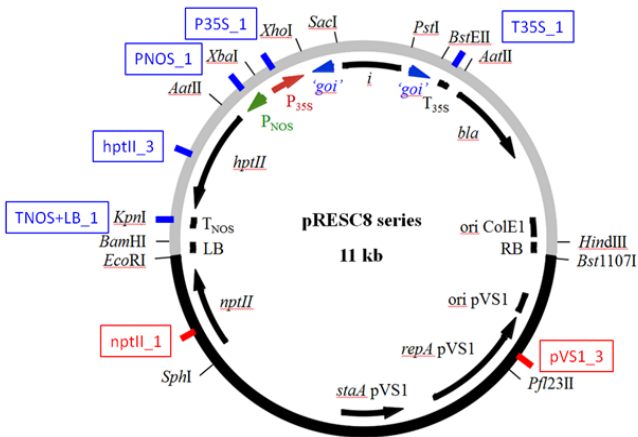 P35S_1
XhoI
SacI
PstI
BstEII
T35S_1
PNOS_1
XbaI
AatII
AatII
'goi'
i
'goi'
P35S
T35S
PNOS
bla
hptII_3
hptII
TNOS+LB_1
KpnI
TNOS
pRESC8 series
ori ColE1
BamHI
LB
11 kb
RB
HindIII
EcoRI
Bst1107I
nptII
ori pVS1
nptII_1
repA pVS1
pVS1_3
SphI
Pfl23II
staA pVS1